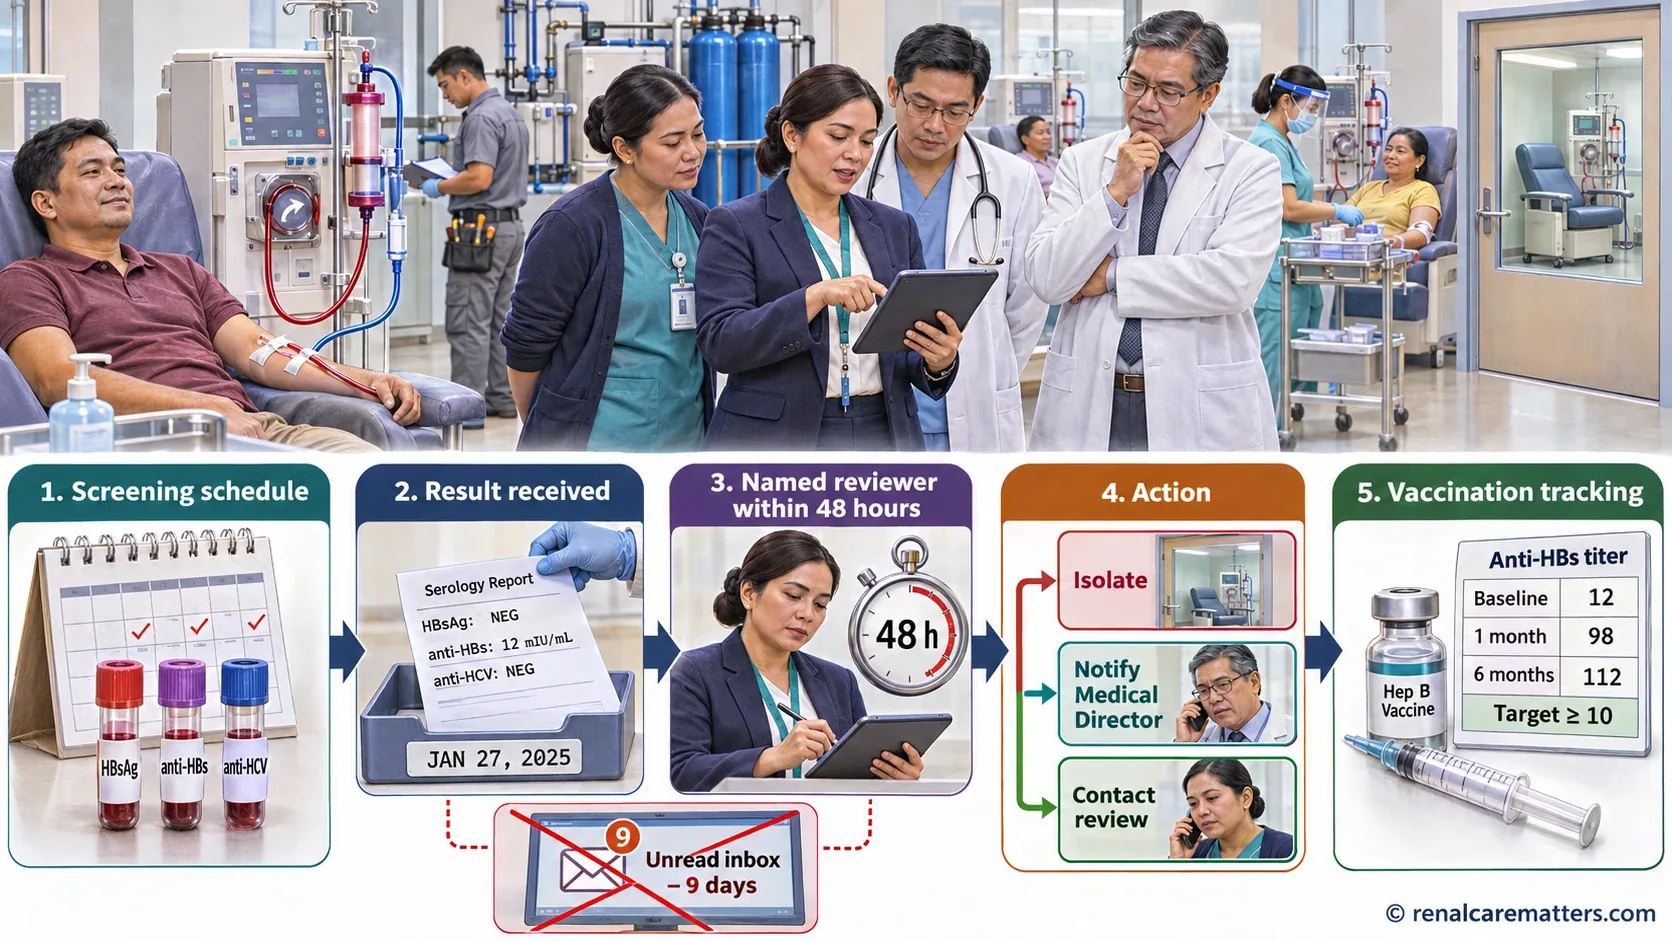 1. Screening schedule
HBsAg
anti-HBs
anti-HCV
2. Result received
Serology Report
HBsAg: NEG
anti-HBs: 12 mIU/mL
anti-HCV: NEG
JAN 27, 2025
3. Named reviewer
within 48 hours
48 h
9
Unread inbox
– 9 days
4. Action
Isolate
Notify
Medical
Director
Contact
review
5. Vaccination tracking
Hep B
Vaccine
Anti-HBs titer
Baseline 12
1 month 98
6 months 112
Target ≥ 10
© renalcarematters.com